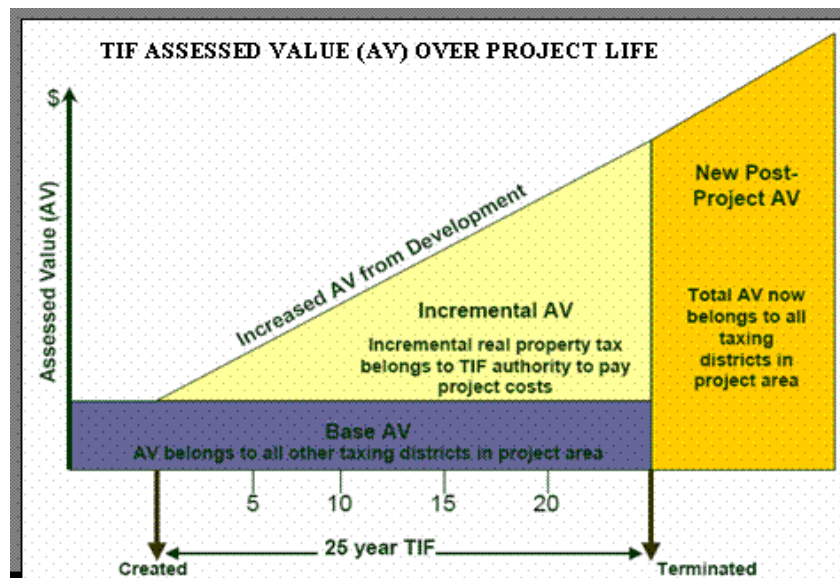 TIF ASSESSED VALUE (AV) OVER PROJECT LIFE
$
Assessed Value (AV)
Increased AV from Development
New Post-
Project AV
Incremental AV
Incremental real property tax
belongs to TIF authority to pay
project costs
Total AV now
belongs to all
taxing
districts in
project area
Base AV
AV belongs to all other taxing districts in project area
5 10 15 20
25 year TIF
Created Terminated